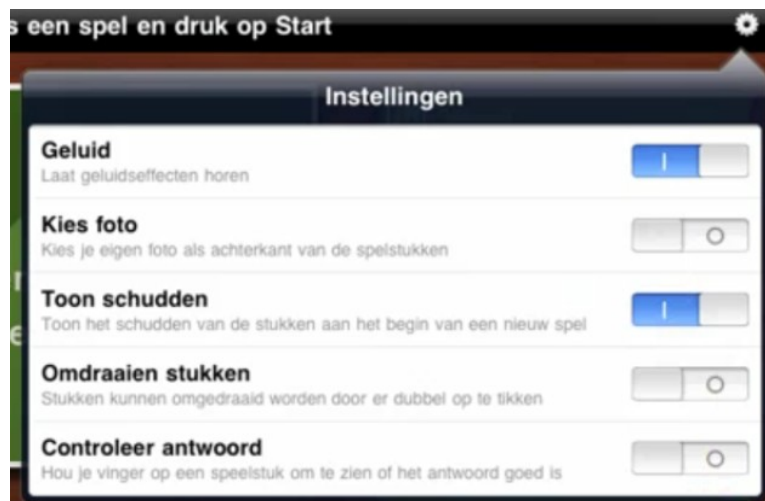 een spel en druk op Start
Instellingen
Geluid
Laat geluidseffecten horen
Kies foto
Kies je eigen foto als achterkant van de spelstukken
Toon schudden
Toon het schudden van de stukken aan het begin van een nieuw spel
Omdraaien stukken
Stukken kunnen omgedraaid worden door er dubbel op te tikken
Controleer antwoord
Hou je vinger op een speelstuk om te zien of het antwoord goed is